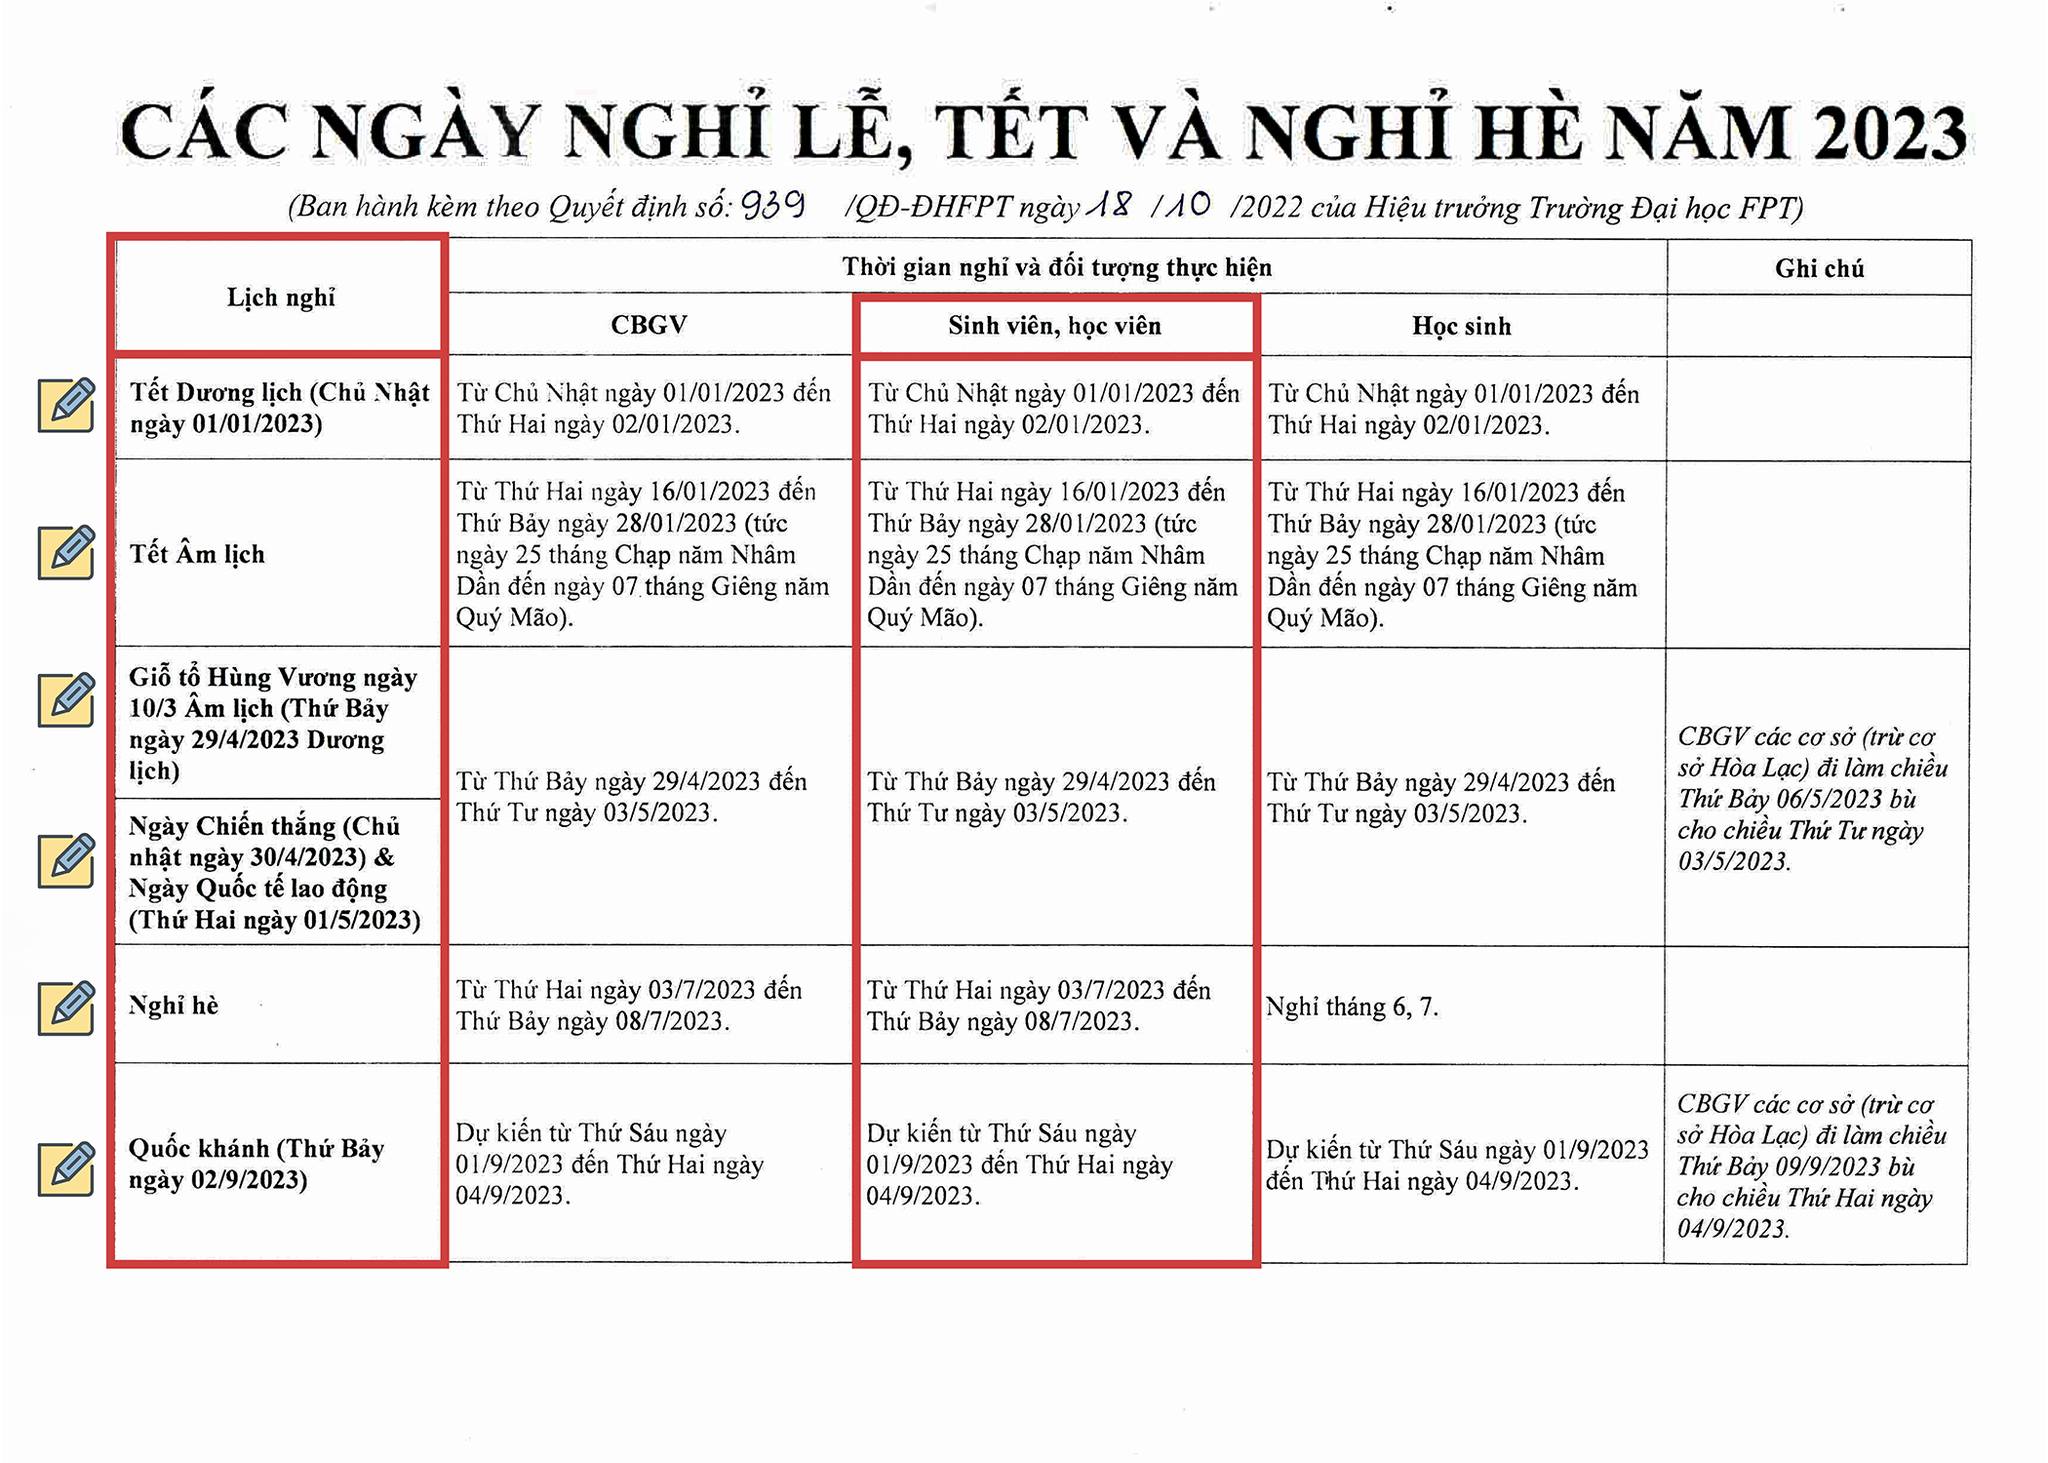 CÁC NGÀY NGHỈ LỄ, TẾT VÀ NGHỈ HÈ NĂM 2023
(Ban hành kèm theo Quyết định số: 939 /QĐ-ĐHFPT ngày 18 /10 /2022 của Hiệu trưởng Trường Đại học FPT)
Lịch nghỉ
Thời gian nghỉ và đối tượng thực hiện
Ghi chú
CBGV
Sinh viên, học viên
Học sinh
Tết Dương lịch (Chủ Nhật
ngày 01/01/2023)
Từ Chủ Nhật ngày 01/01/2023 đến
Thứ Hai ngày 02/01/2023.
Từ Chủ Nhật ngày 01/01/2023 đến
Thứ Hai ngày 02/01/2023.
Từ Chủ Nhật ngày 01/01/2023 đến
Thứ Hai ngày 02/01/2023.
Tết Âm lịch
Từ Thứ Hai ngày 16/01/2023 đến
Thứ Bảy ngày 28/01/2023 (tức
ngày 25 tháng Chạp năm Nhâm
Dần đến ngày 07 tháng Giêng năm
Quý Mão).
Từ Thứ Hai ngày 16/01/2023 đến
Thứ Bảy ngày 28/01/2023 (tức
ngày 25 tháng Chạp năm Nhâm
Dần đến ngày 07 tháng Giêng năm
Quý Mão).
Từ Thứ Hai ngày 16/01/2023 đến
Thứ Bảy ngày 28/01/2023 (tức
ngày 25 tháng Chạp năm Nhâm
Dần đến ngày 07 tháng Giêng năm
Quý Mão).
Giỗ tổ Hùng Vương ngày
10/3 Âm lịch (Thứ Bảy
ngày 29/4/2023 Dương
lịch)
Ngày Chiến thắng (Chủ
nhật ngày 30/4/2023) &
Ngày Quốc tế lao động
(Thứ Hai ngày 01/5/2023)
Từ Thứ Bảy ngày 29/4/2023 đến
Thứ Tư ngày 03/5/2023.
Từ Thứ Bảy ngày 29/4/2023 đến
Thứ Tư ngày 03/5/2023.
Từ Thứ Bảy ngày 29/4/2023 đến
Thứ Tư ngày 03/5/2023.
CBGV các cơ sở (trừ cơ
sở Hòa Lạc) đi làm chiều
Thứ Bảy 06/5/2023 bù
cho chiều Thứ Tư ngày
03/5/2023.
Nghỉ hè
Từ Thứ Hai ngày 03/7/2023 đến
Thứ Bảy ngày 08/7/2023.
Từ Thứ Hai ngày 03/7/2023 đến
Thứ Bảy ngày 08/7/2023.
Nghỉ tháng 6, 7.
Quốc khánh (Thứ Bảy
ngày 02/9/2023)
Dự kiến từ Thứ Sáu ngày
01/9/2023 đến Thứ Hai ngày
04/9/2023.
Dự kiến từ Thứ Sáu ngày
01/9/2023 đến Thứ Hai ngày
04/9/2023.
Dự kiến từ Thứ Sáu ngày 01/9/2023
đến Thứ Hai ngày 04/9/2023.
CBGV các cơ sở (trừ cơ
sở Hòa Lạc) đi làm chiều
Thứ Bảy 09/9/2023 bù
cho chiều Thứ Hai ngày
04/9/2023.